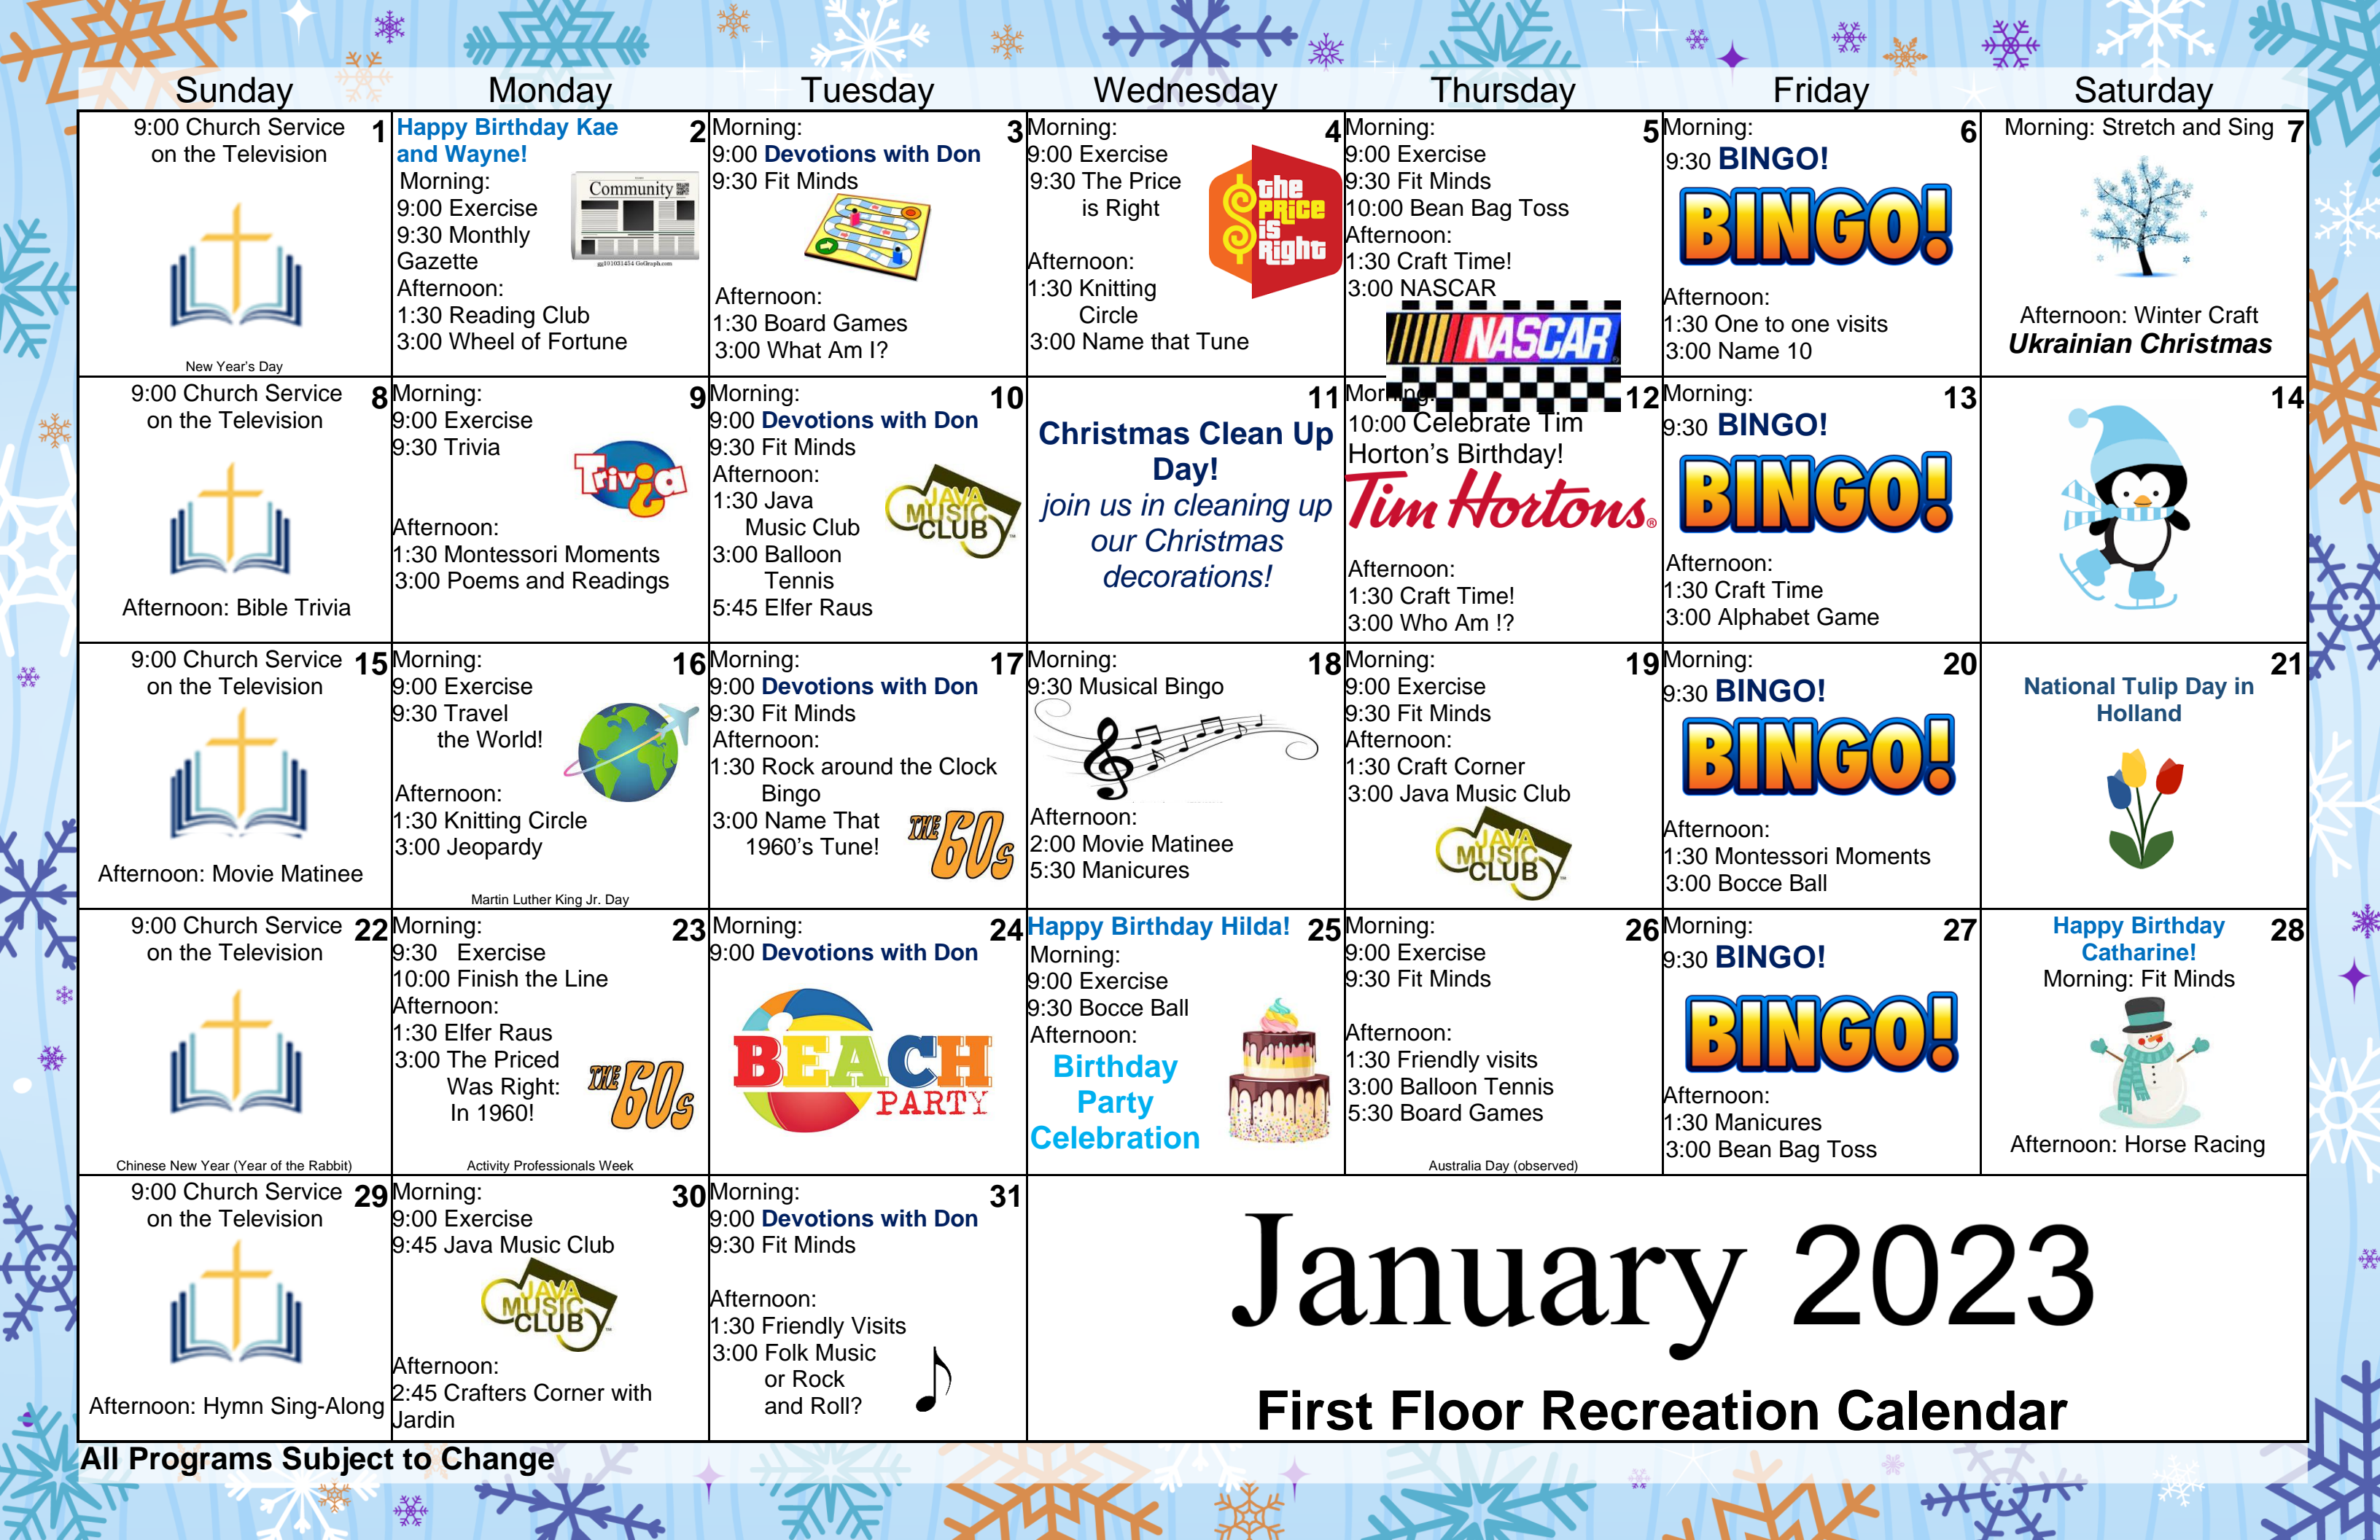 Sunday Monday Tuesday Wednesday Thursday Friday Saturday
9:00 Church Service 1
on the Television
New Year's Day
Happy Birthday Kae 2
and Wayne!
Morning:
9:00 Exercise
9:30 Monthly
Gazette
Community
gg101031454 GoGraph.com
Afternoon:
1:30 Reading Club
3:00 Wheel of Fortune
Morning: 3
9:00 Devotions with Don
9:30 Fit Minds
Afternoon:
1:30 Board Games
3:00 What Am I?
Morning: 4
9:00 Exercise
9:30 The Price
is Right
the
PRiCe
iS
Right
Afternoon:
1:30 Knitting
Circle
3:00 Name that Tune
Morning: 5
9:00 Exercise
9:30 Fit Minds
10:00 Bean Bag Toss
Afternoon:
1:30 Craft Time!
3:00 NASCAR
NASCAR
Morning: 6
9:30 BINGO!
BINGO!
Afternoon:
1:30 One to one visits
3:00 Name 10
Morning: Stretch and Sing 7
Afternoon: Winter Craft
Ukrainian Christmas
9:00 Church Service 8
on the Television
Afternoon: Bible Trivia
Morning: 9
9:00 Exercise
9:30 Trivia
Trivia
Afternoon:
1:30 Montessori Moments
3:00 Poems and Readings
Morning: 10
9:00 Devotions with Don
9:30 Fit Minds
Afternoon:
1:30 Java
Music Club
JAVA
MUSIC
CLUB™
3:00 Balloon
Tennis
5:45 Elfer Raus
11
Christmas Clean Up
Day!
join us in cleaning up
our Christmas
decorations!
Morning: 12
10:00 Celebrate Tim
Horton's Birthday!
Tim Hortons®
Afternoon:
1:30 Craft Time!
3:00 Who Am !?
Morning: 13
9:30 BINGO!
BINGO!
Afternoon:
1:30 Craft Time
3:00 Alphabet Game
14
9:00 Church Service 15
on the Television
Afternoon: Movie Matinee
Morning: 16
9:00 Exercise
9:30 Travel
the World!
Afternoon:
1:30 Knitting Circle
3:00 Jeopardy
Martin Luther King Jr. Day
Morning: 17
9:00 Devotions with Don
9:30 Fit Minds
Afternoon:
1:30 Rock around the Clock
Bingo
3:00 Name That
1960's Tune!
THE 60s
Morning: 18
9:30 Musical Bingo
Afternoon:
2:00 Movie Matinee
5:30 Manicures
Morning: 19
9:00 Exercise
9:30 Fit Minds
Afternoon:
1:30 Craft Corner
3:00 Java Music Club
JAVA
MUSIC
CLUB™
Morning: 20
9:30 BINGO!
BINGO!
Afternoon:
1:30 Montessori Moments
3:00 Bocce Ball
21
National Tulip Day in
Holland
9:00 Church Service 22
on the Television
Chinese New Year (Year of the Rabbit)
Morning: 23
9:30 Exercise
10:00 Finish the Line
Afternoon:
1:30 Elfer Raus
3:00 The Priced
Was Right:
In 1960!
THE 60s
Activity Professionals Week
Morning: 24
9:00 Devotions with Don
BEACH
PARTY
Happy Birthday Hilda! 25
Morning:
9:00 Exercise
9:30 Bocce Ball
Afternoon:
Birthday
Party
Celebration
Morning: 26
9:00 Exercise
9:30 Fit Minds
Afternoon:
1:30 Friendly visits
3:00 Balloon Tennis
5:30 Board Games
Australia Day (observed)
Morning: 27
9:30 BINGO!
BINGO!
Afternoon:
1:30 Manicures
3:00 Bean Bag Toss
Happy Birthday 28
Catharine!
Morning: Fit Minds
Afternoon: Horse Racing
9:00 Church Service 29
on the Television
Afternoon: Hymn Sing-Along
Morning: 30
9:00 Exercise
9:45 Java Music Club
JAVA
MUSIC
CLUB™
Afternoon:
2:45 Crafters Corner with
Jardin
Morning: 31
9:00 Devotions with Don
9:30 Fit Minds
Afternoon:
1:30 Friendly Visits
3:00 Folk Music
or Rock
and Roll?
January 2023
First Floor Recreation Calendar
All Programs Subject to Change